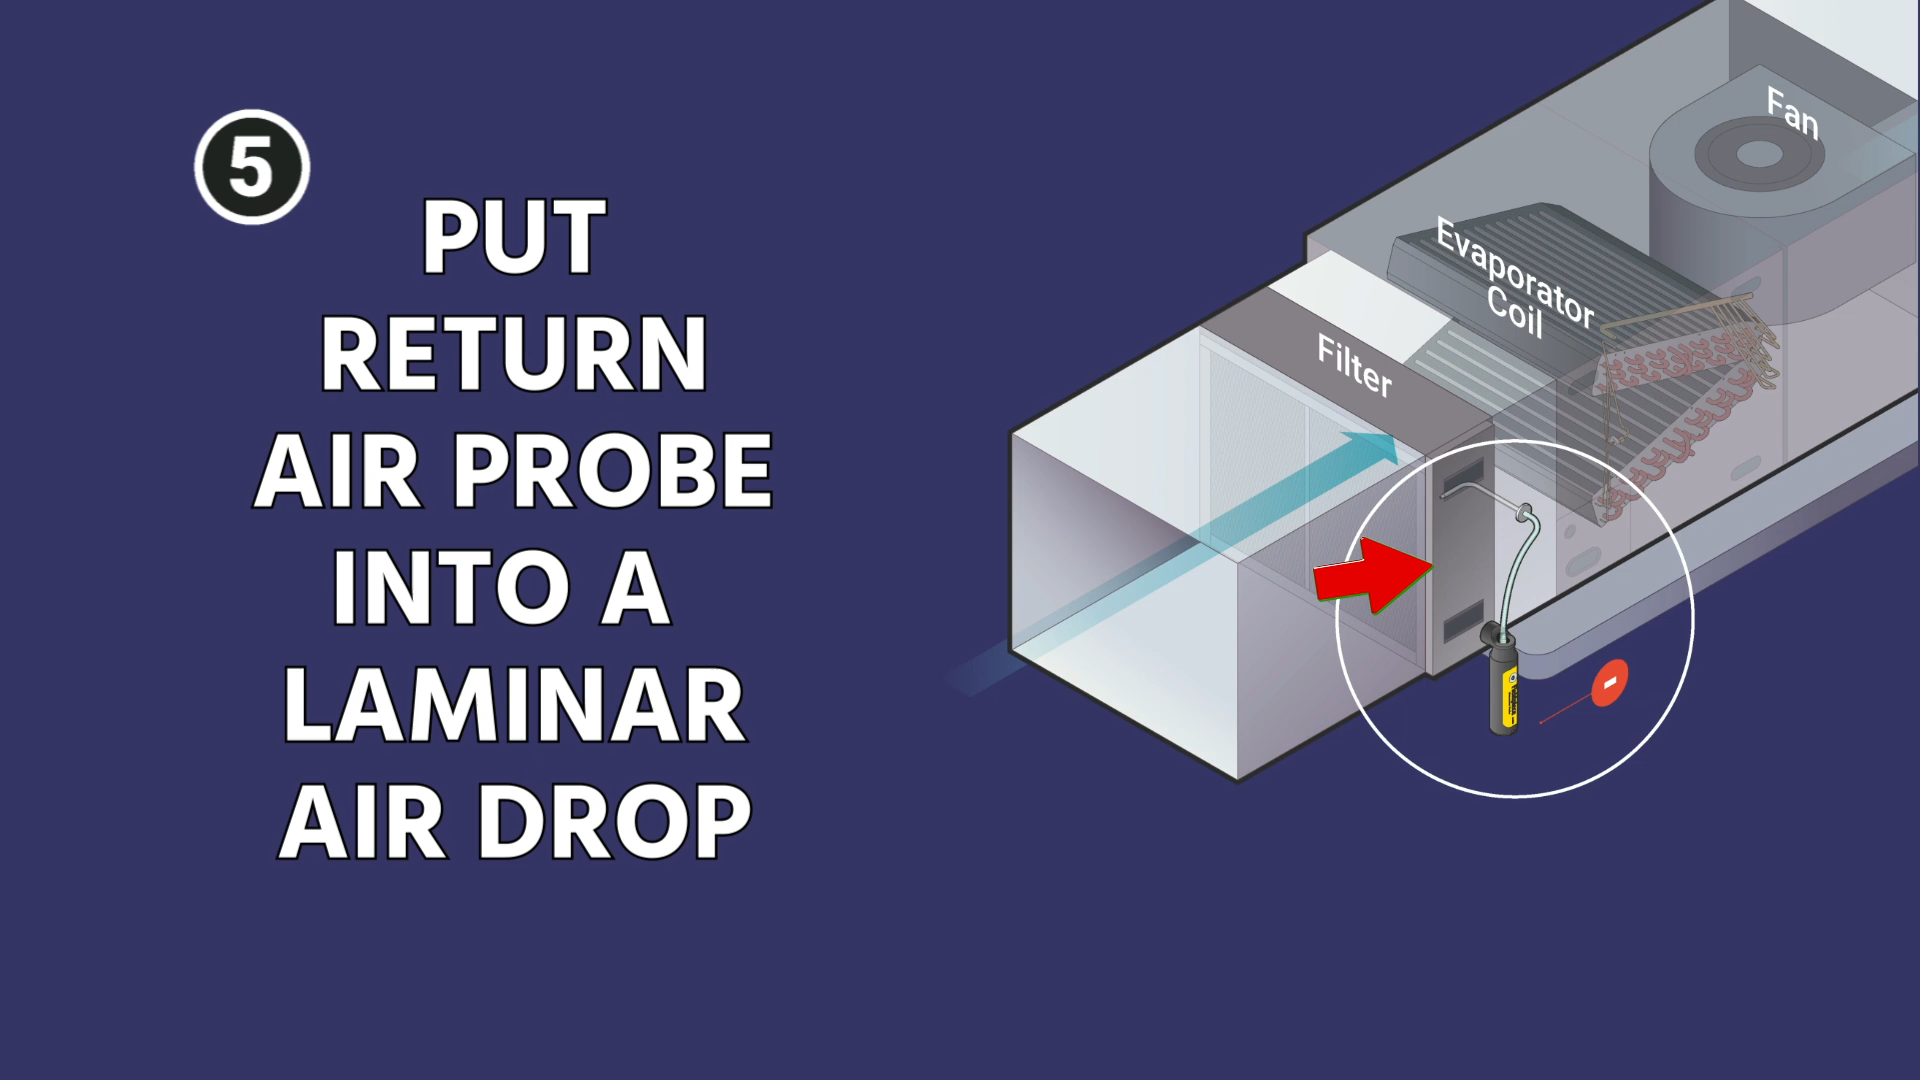 5
PUT
RETURN
AIR PROBE
INTO A
LAMINAR
AIR DROP
Fan
Evaporator
Coil
Filter